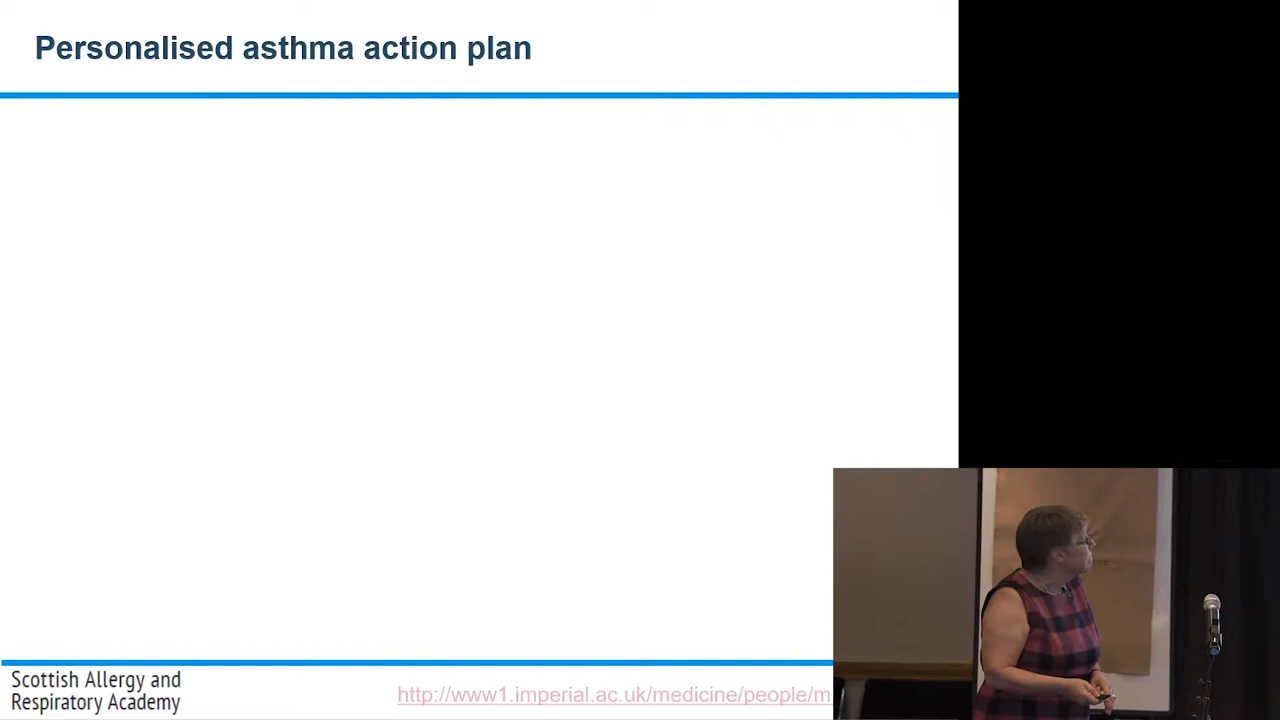 Personalised asthma action plan
Scottish Allergy and
Respiratory Academy
http://www1.imperial.ac.uk/medicine/people/m